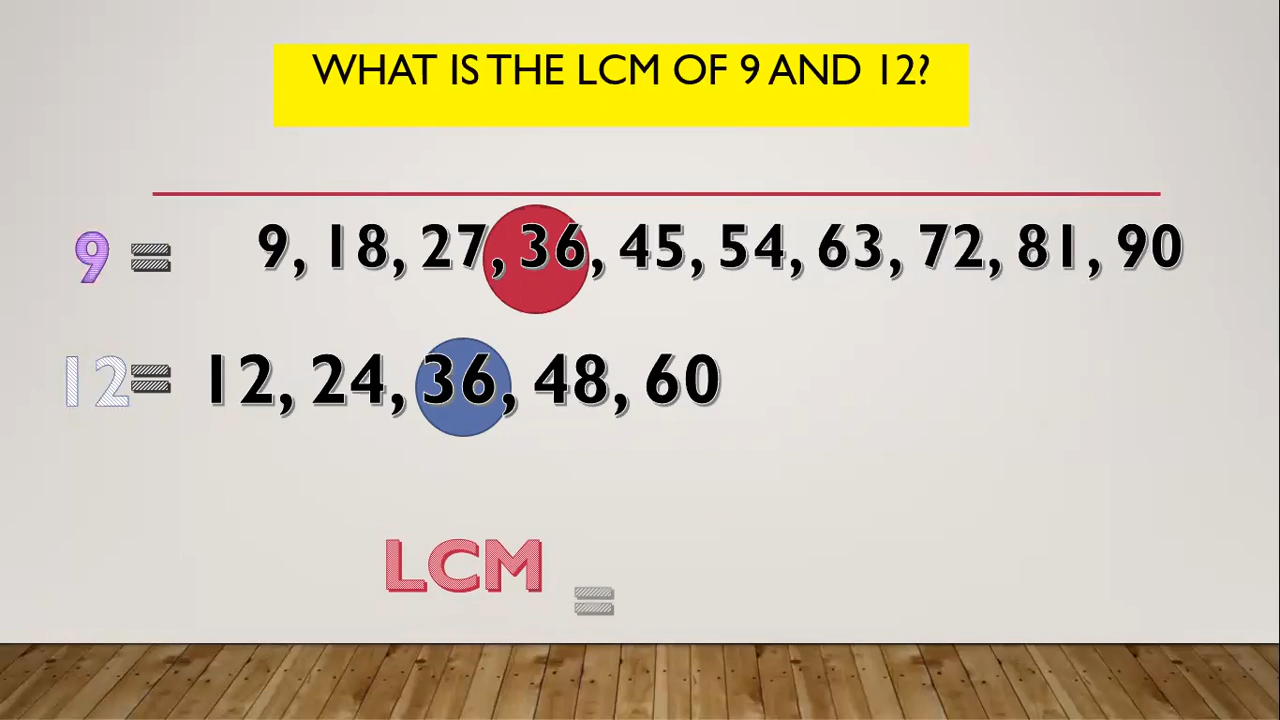 WHAT IS THE LCM OF 9 AND 12?
9 = 9, 18, 27, 36, 45, 54, 63, 72, 81, 90
12 = 12, 24, 36, 48, 60
LCM =